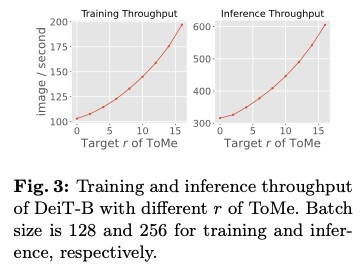 Training Throughput
Inference Throughput
image / second
200
175
150
125
100
0
5
10
15
Target r of ToMe
600
500
400
300
0
5
10
15
Target r of ToMe
Fig. 3: Training and inference throughput
of DeiT-B with different r of ToMe. Batch
size is 128 and 256 for training and infer-
ence, respectively.